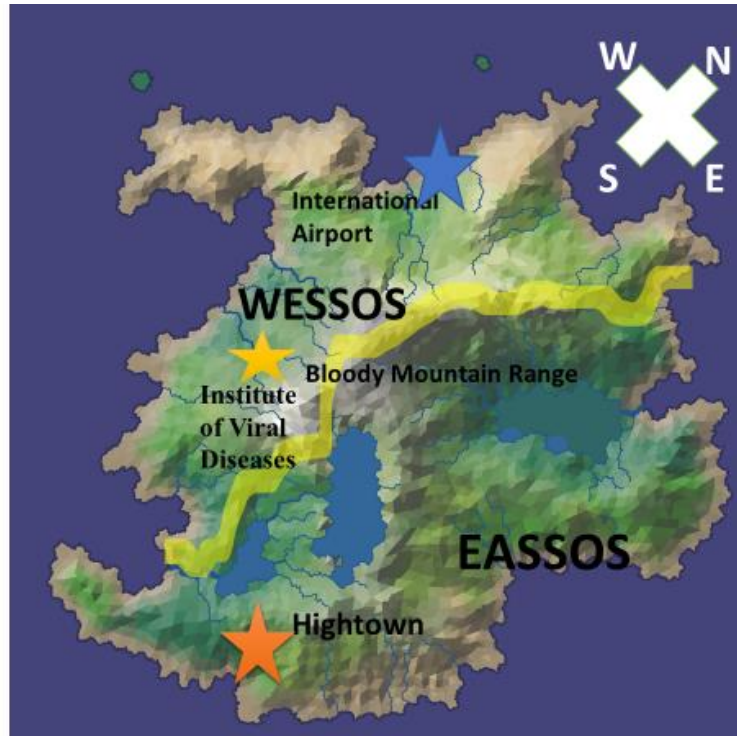 W N
S E
International
Airport
WESSOS
Bloody Mountain Range
Institute
of Viral
Diseases
EASSOS
Hightown